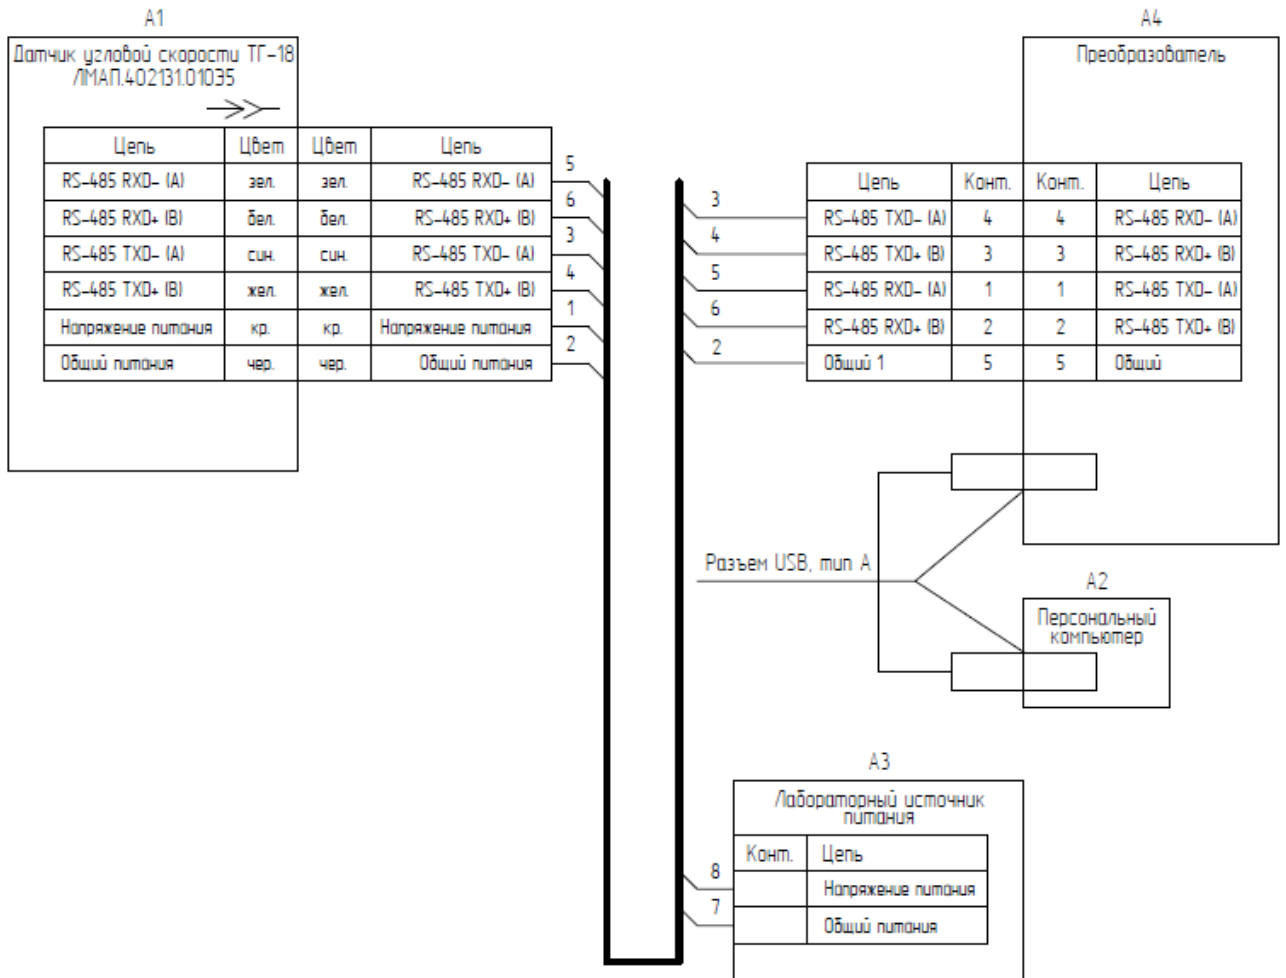 А1
Датчик угловой скорости ТГ-18
ЛМАП.402131.010Э5
Цепь Цвет Цвет Цепь
RS-485 RXD- (A) зел. зел. RS-485 RXD- (A) 5
RS-485 RXD+ (B) бел. бел. RS-485 RXD+ (B) 6
RS-485 TXD- (A) син. син. RS-485 TXD- (A) 3
RS-485 TXD+ (B) жел. жел. RS-485 TXD+ (B) 4
Напряжение питания кр. кр. Напряжение питания 1
Общий питания чер. чер. Общий питания 2
А4
Преобразователь
Цепь Конт. Конт. Цепь
3 RS-485 TXD- (A) 4 4 RS-485 RXD- (A)
4 RS-485 TXD+ (B) 3 3 RS-485 RXD+ (B)
5 RS-485 RXD- (A) 1 1 RS-485 TXD- (A)
6 RS-485 RXD+ (B) 2 2 RS-485 TXD+ (B)
2 Общий 1 5 5 Общий
Разъем USB, тип А
А2
Персональный
компьютер
А3
Лабораторный источник
питания
Конт. Цепь
8 Напряжение питания
7 Общий питания